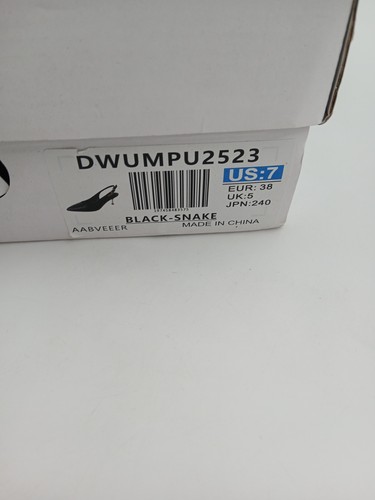 DWUMPU2523
US:7
EUR: 38
UK:5
JPN:240
BLACK-SNAKE
AABVEEER
MADE IN CHINA